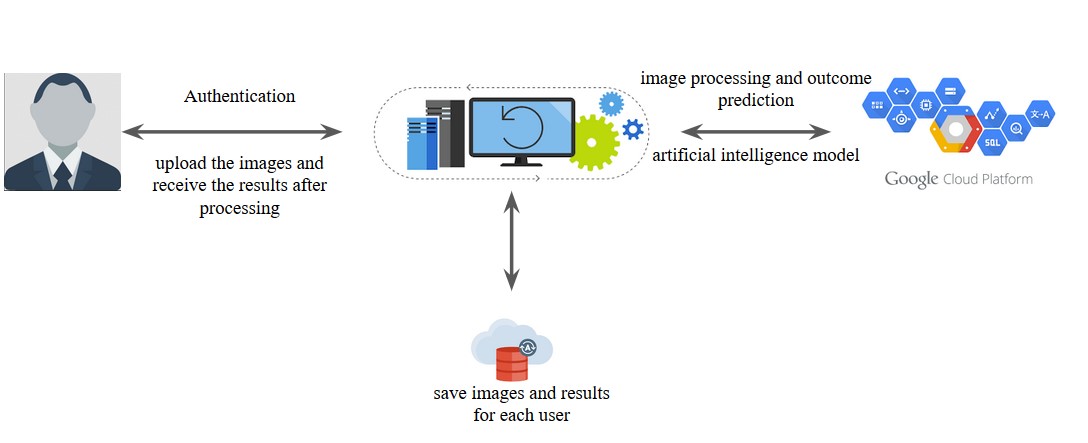 Authentication
upload the images and
receive the results after
processing
image processing and outcome
prediction
artificial intelligence model
SQL
Google Cloud Platform
save images and results
for each user